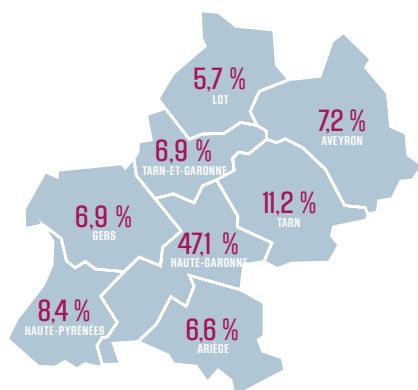 5,7 %
LOT
7,2 %
AVEYRON
6,9 %
TARN-ET-GARONNE
11,2 %
TARN
6,9 %
GERS
47,1 %
HAUTE-GARONNE
8,4 %
HAUTE-PYRÉNÉES
6,6 %
ARIÈGE